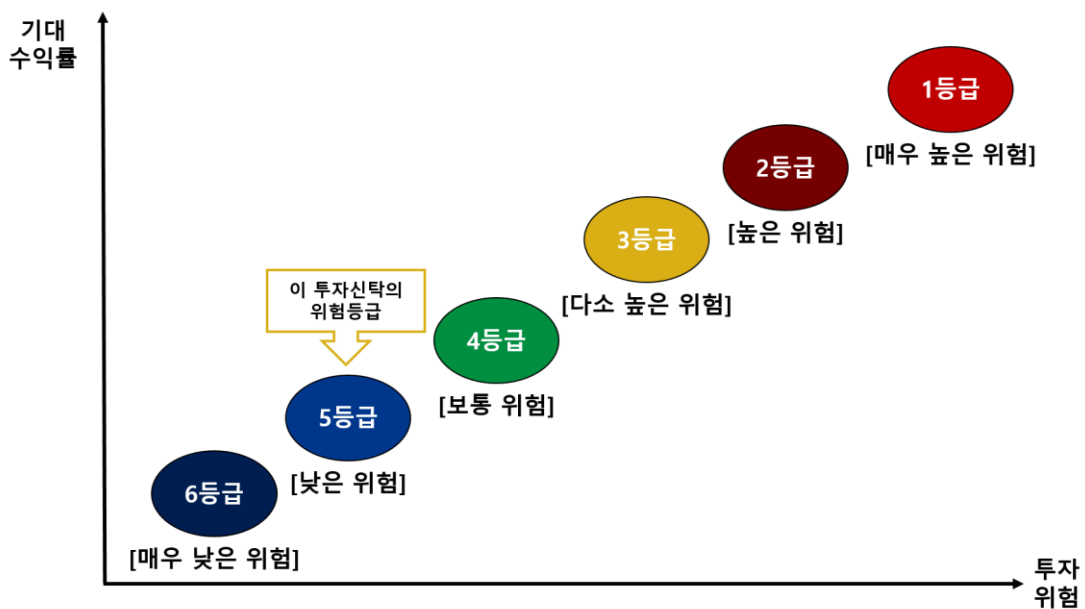 기대
수익률
1등급
[매우 높은 위험]
2등급
[높은 위험]
3등급
[다소 높은 위험]
이 투자신탁의
위험등급
4등급
[보통 위험]
5등급
[낮은 위험]
6등급
[매우 낮은 위험]
투자
위험